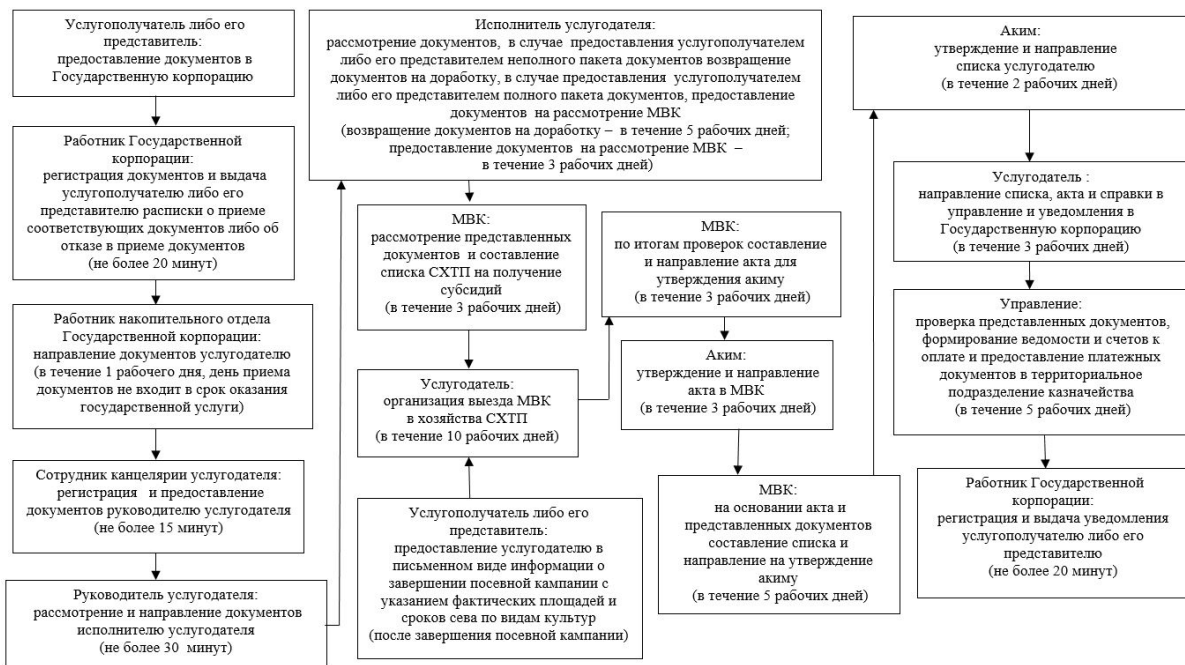 Услугополучатель либо его
представитель:
предоставление документов в
Государственную корпорацию
Работник Государственной
корпорации:
регистрация документов и выдача
услугополучателю либо его
представителю расписки о приеме
соответствующих документов либо об
отказе в приеме документов
(не более 20 минут)
Работник накопительного отдела
Государственной корпорации:
направление документов услугодателю
(в течение 1 рабочего дня, день приема
документов не входит в срок оказания
государственной услуги)
Сотрудник канцелярии услугодателя:
регистрация и предоставление
документов руководителю услугодателя
(не более 15 минут)
Руководитель услугодателя:
рассмотрение и направление документов
исполнителю услугодателя
(не более 30 минут)
Исполнитель услугодателя:
рассмотрение документов, в случае предоставления услугополучателем
либо его представителем неполного пакета документов возвращение
документов на доработку, в случае предоставления услугополучателем
либо его представителем полного пакета документов, предоставление
документов на рассмотрение МВК
(возвращение документов на доработку – в течение 5 рабочих дней;
предоставление документов на рассмотрение МВК –
в течение 3 рабочих дней)
МВК:
рассмотрение представленных
документов и составление
списка СХТП на получение
субсидий
(в течение 3 рабочих дней)
Услугодатель:
организация выезда МВК
в хозяйства СХТП
(в течение 10 рабочих дней)
Услугополучатель либо его
представитель:
предоставление услугодателю в
письменном виде информации о
завершении посевной кампании с
указанием фактических площадей и
сроков сева по видам культур
(после завершения посевной кампании)
МВК:
по итогам проверок составление
и направление акта для
утверждения акиму
(в течение 3 рабочих дней)
Аким:
утверждение и направление
акта в МВК
(в течение 3 рабочих дней)
МВК:
на основании акта и
представленных документов
составление списка и
направление на утверждение
акиму
(в течение 5 рабочих дней)
Аким:
утверждение и направление
списка услугодателю
(в течение 2 рабочих дней)
Услугодатель :
направление списка, акта и справки в
управление и уведомления в
Государственную корпорацию
(в течение 3 рабочих дней)
Управление:
проверка представленных документов,
формирование ведомости и счетов к
оплате и предоставление платежных
документов в территориальное
подразделение казначейства
(в течение 5 рабочих дней)
Работник Государственной
корпорации:
регистрация и выдача уведомления
услугополучателю либо его
представителю
(не более 20 минут)